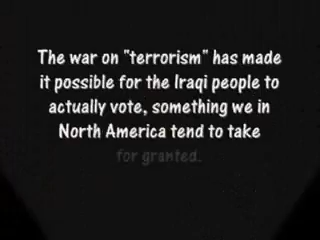 The war on "terrorism" has made
it possible for the Iraqi people to
actually vote, something we in
North America tend to take
for granted.